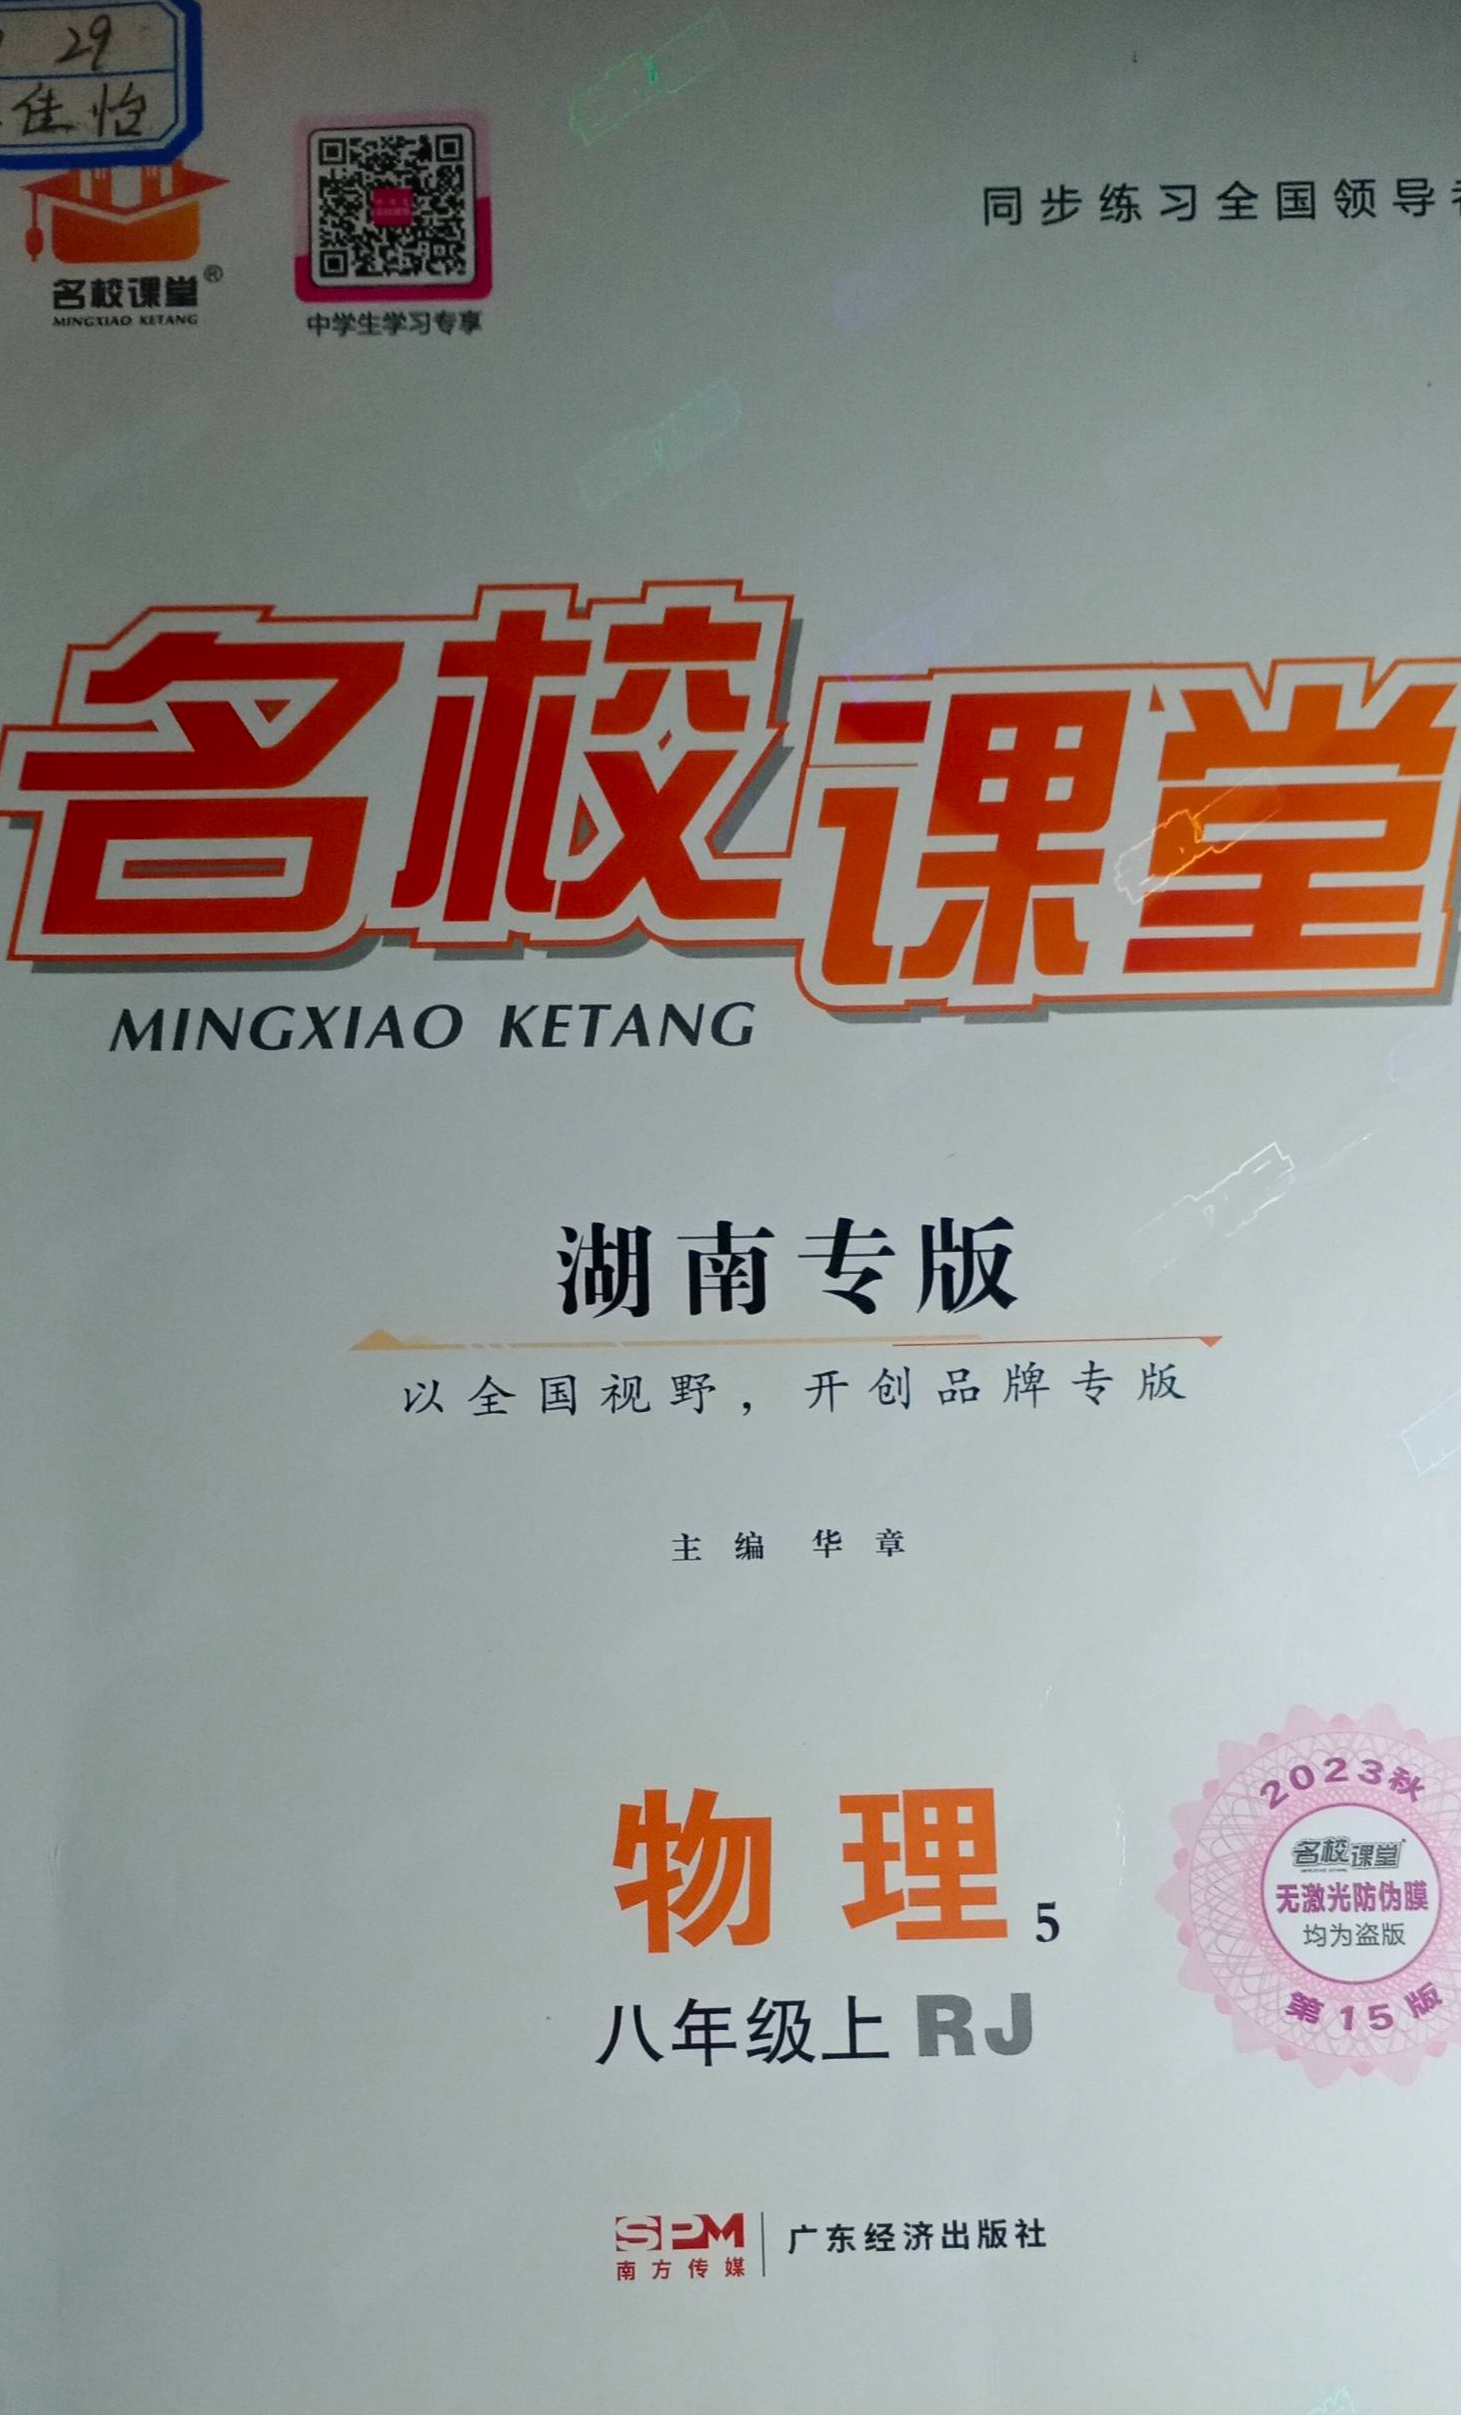 29
佳怡
名校课堂®
MINGXIAO KETANG
中学生学习专享
同步练习全国领导
名校课堂
MINGXIAO KETANG
湖南专版
以全国视野，开创品牌专版
主编 华章
物理5
八年级上RJ
2023秋
名校课堂
无激光防伪膜
均为盗版
第15版
SPM
南方传媒
广东经济出版社